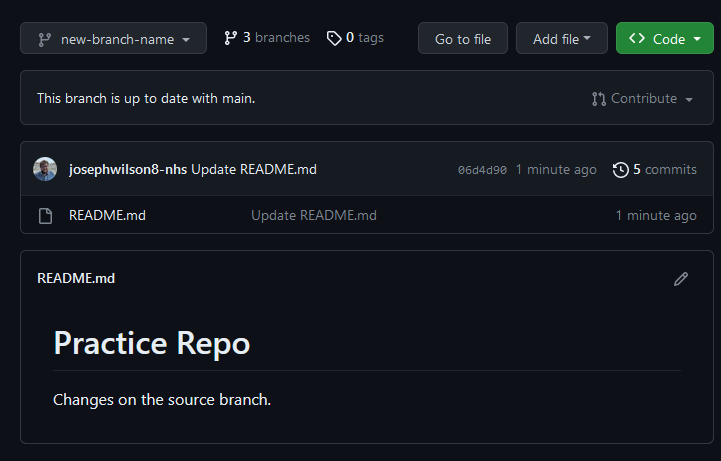 new-branch-name 3 branches 0 tags Go to file Add file Code
This branch is up to date with main. Contribute
josephwilson8-nhs Update README.md 06d4d90 1 minute ago 5 commits
README.md Update README.md 1 minute ago
README.md
Practice Repo
Changes on the source branch.